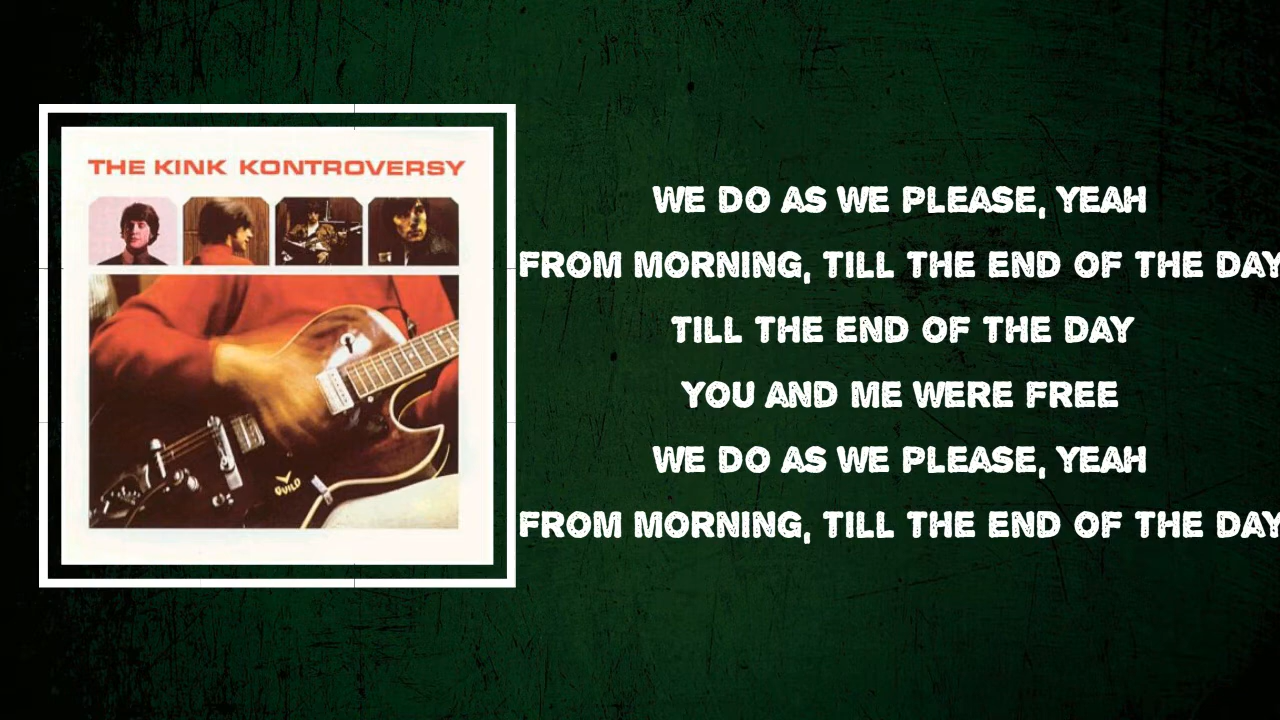 THE KINK KONTROVERSY
GUILD
WE DO AS WE PLEASE, YEAH
FROM MORNING, TILL THE END OF THE DAY
TILL THE END OF THE DAY
YOU AND ME WERE FREE
WE DO AS WE PLEASE, YEAH
FROM MORNING, TILL THE END OF THE DAY